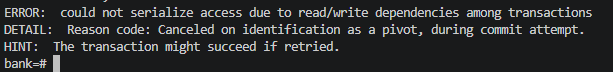 ERROR:  could not serialize access due to read/write dependencies among transactions
DETAIL:  Reason code: Canceled on identification as a pivot, during commit attempt.
HINT:  The transaction might succeed if retried.
bank=#